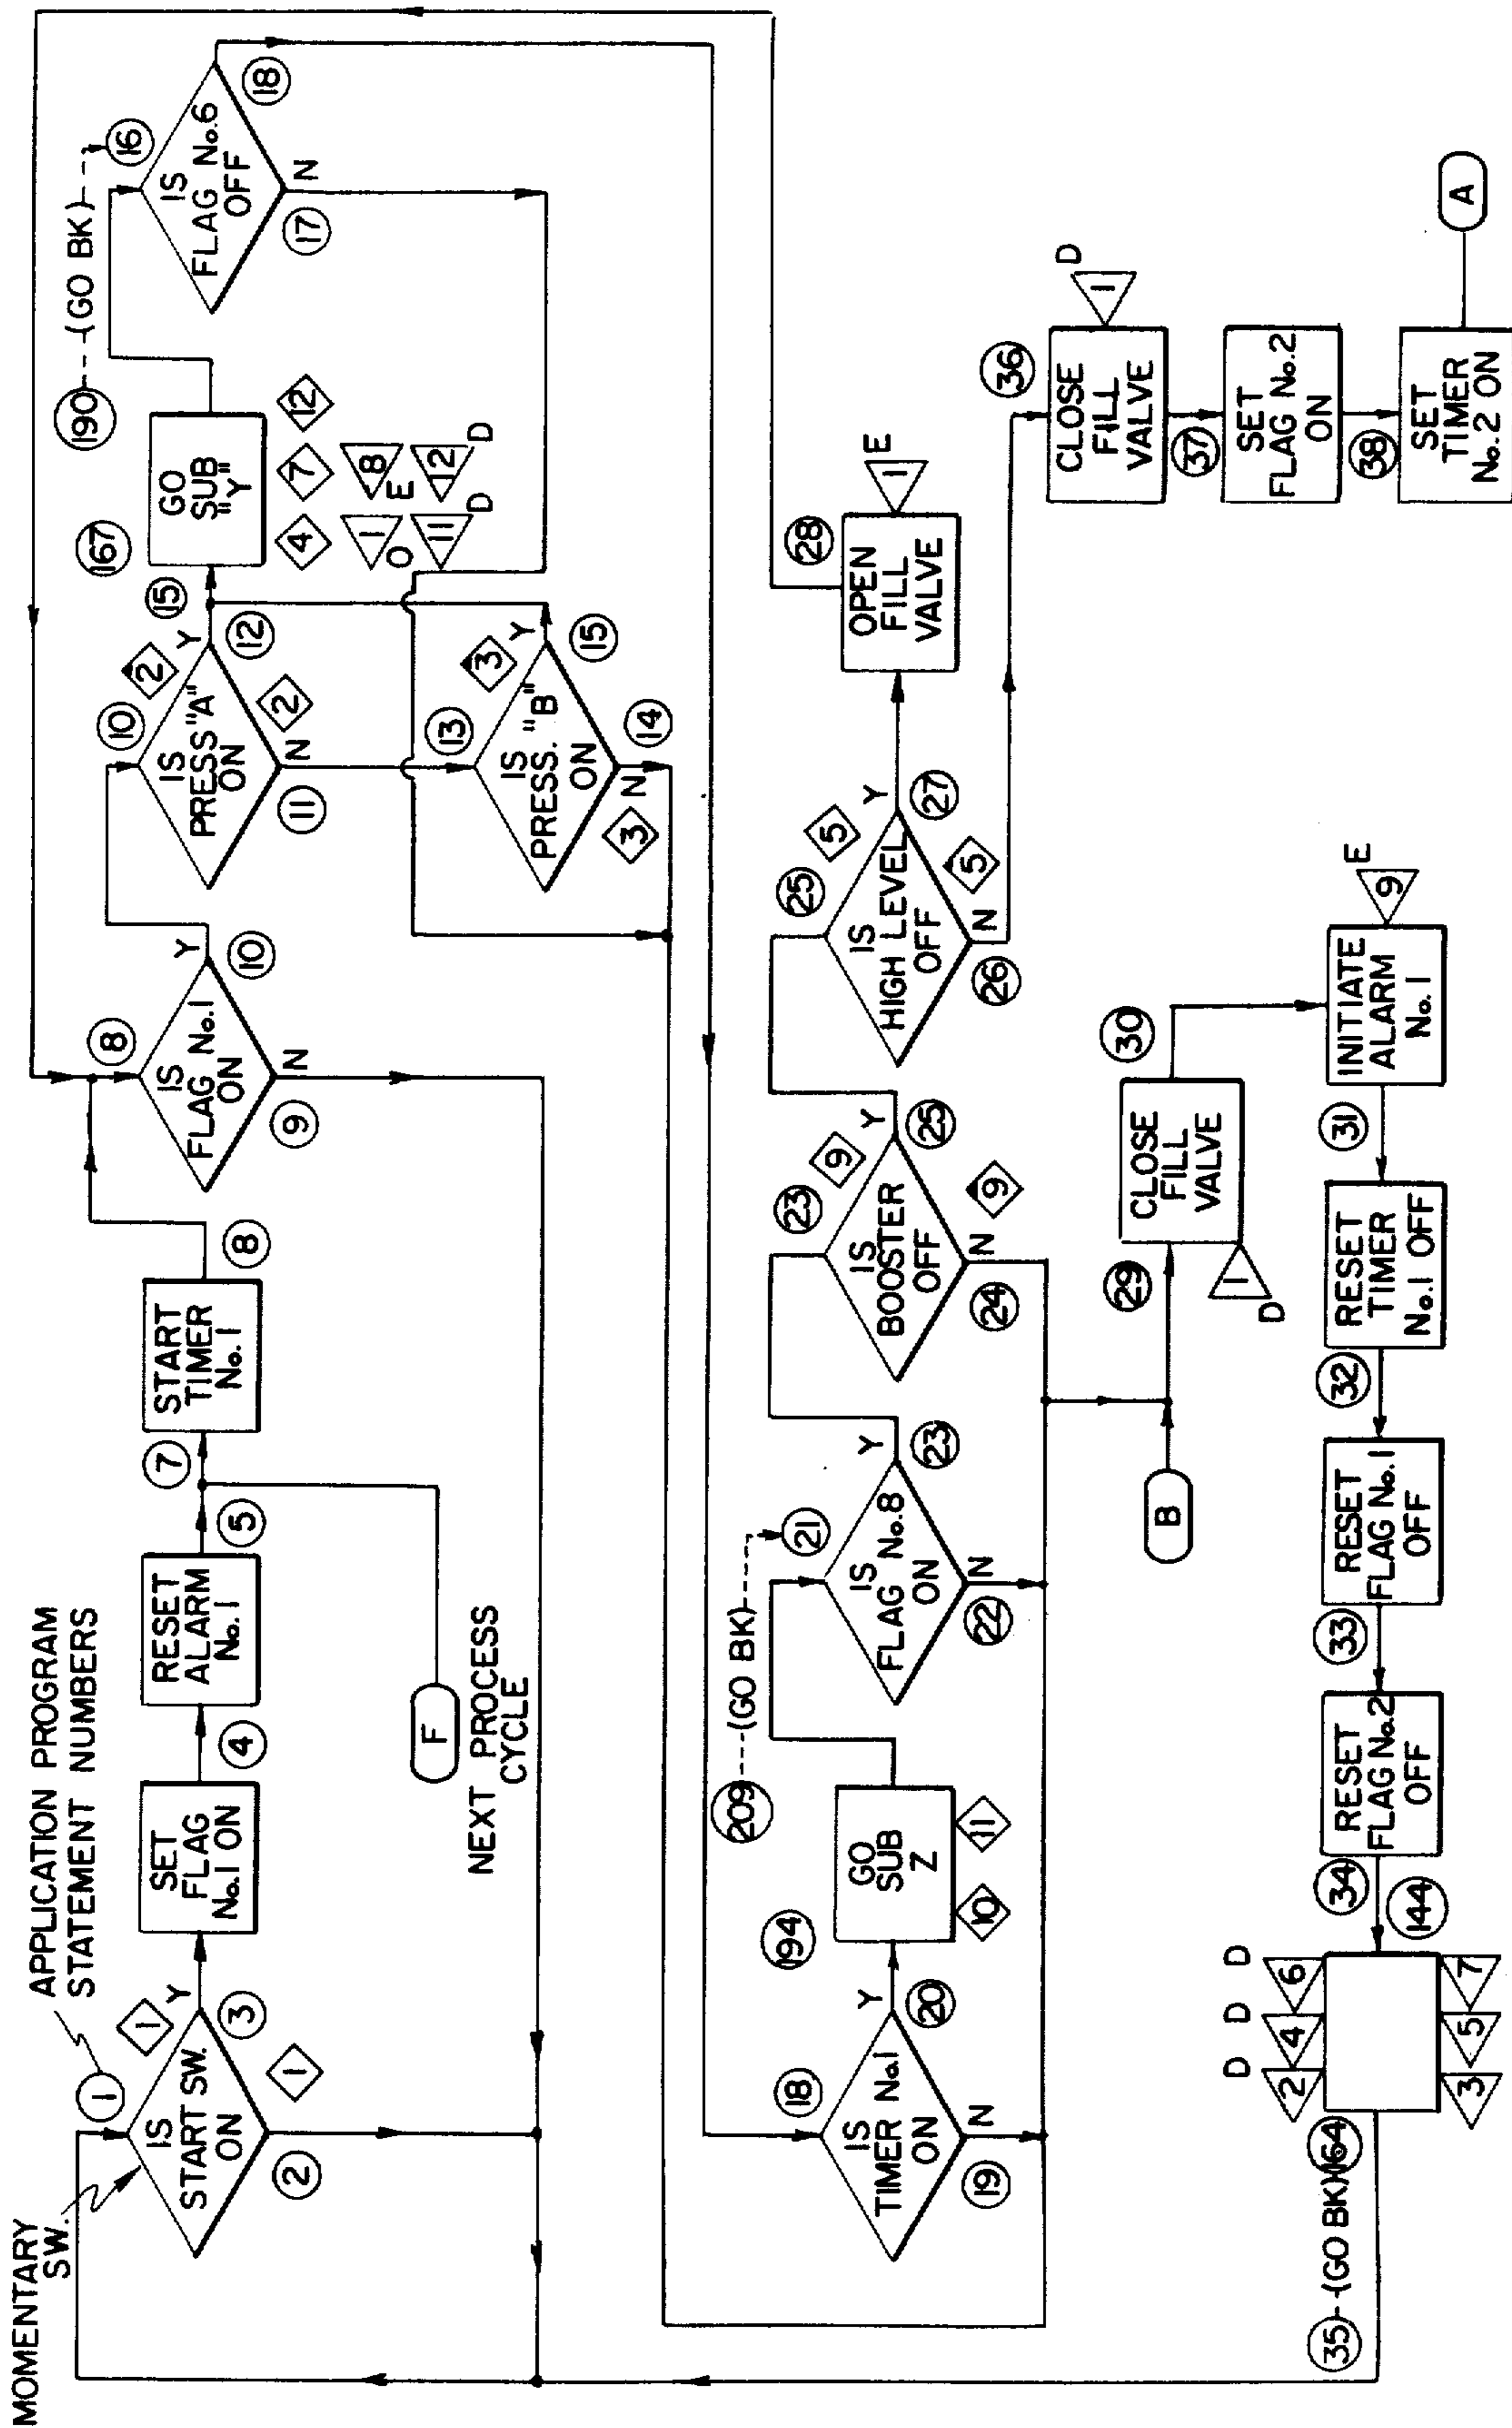 MOMENTARY
SW.
APPLICATION PROGRAM
STATEMENT NUMBERS
1
1
IS
START SW.
ON
Y
3
1
2
SET
FLAG
No.1 ON
4
RESET
ALARM
No.1
5
7
START
TIMER
No.1
8
F
NEXT PROCESS
CYCLE
8
IS
FLAG No.1
ON
Y
10
N
9
10
2
IS
PRESS "A"
ON
Y
12
15
2
N
11
13
3
IS
PRESS. "B"
ON
Y
15
N
14
3
167
GO
SUB
"Y"
190
(GO BK)
4
7
12
1
O
8
E
11
D
12
D
16
IS
FLAG No.6
OFF
18
N
17
18
IS
TIMER No.1
ON
Y
20
N
19
194
GO
SUB
Z
10
11
209
(GO BK)
21
IS
FLAG No.8
ON
Y
23
N
22
23
9
IS
BOOSTER
OFF
Y
25
N
9
24
25
5
IS
HIGH LEVEL
OFF
Y
27
N
5
26
28
OPEN
FILL
VALVE
1
E
36
CLOSE
FILL
VALVE
1
D
37
SET
FLAG No.2
ON
38
SET
TIMER
No.2 ON
A
B
29
CLOSE
FILL
VALVE
1
D
30
INITIATE
ALARM
No.1
9
E
31
RESET
TIMER
No.1 OFF
32
RESET
FLAG No.1
OFF
33
RESET
FLAG No.2
OFF
34
144
D
D
D
2
4
6
3
5
7
35
(GO BK)
164